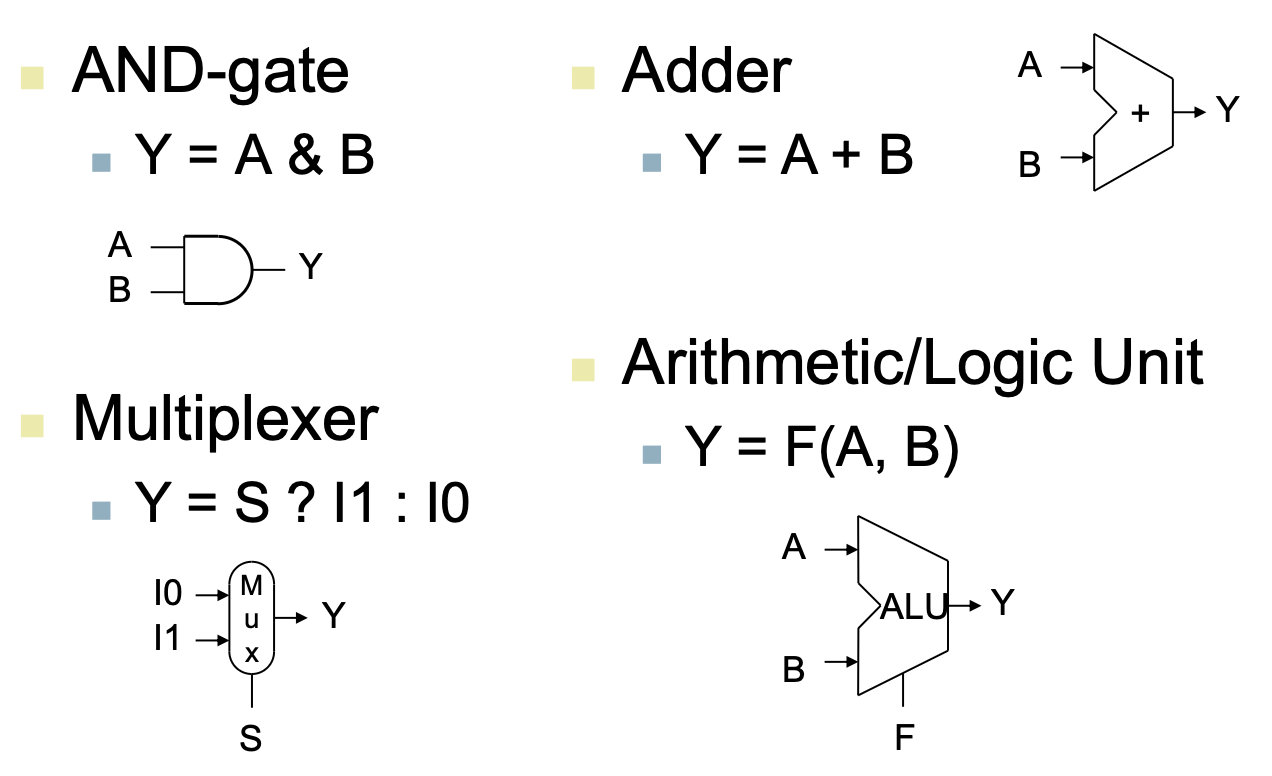 AND-gate
Y = A & B
A
B
Y
Multiplexer
Y = S ? I1 : I0
I0
I1
M
u
x
Y
S
Adder
Y = A + B
A
B
+
Y
Arithmetic/Logic Unit
Y = F(A, B)
A
B
ALU
Y
F